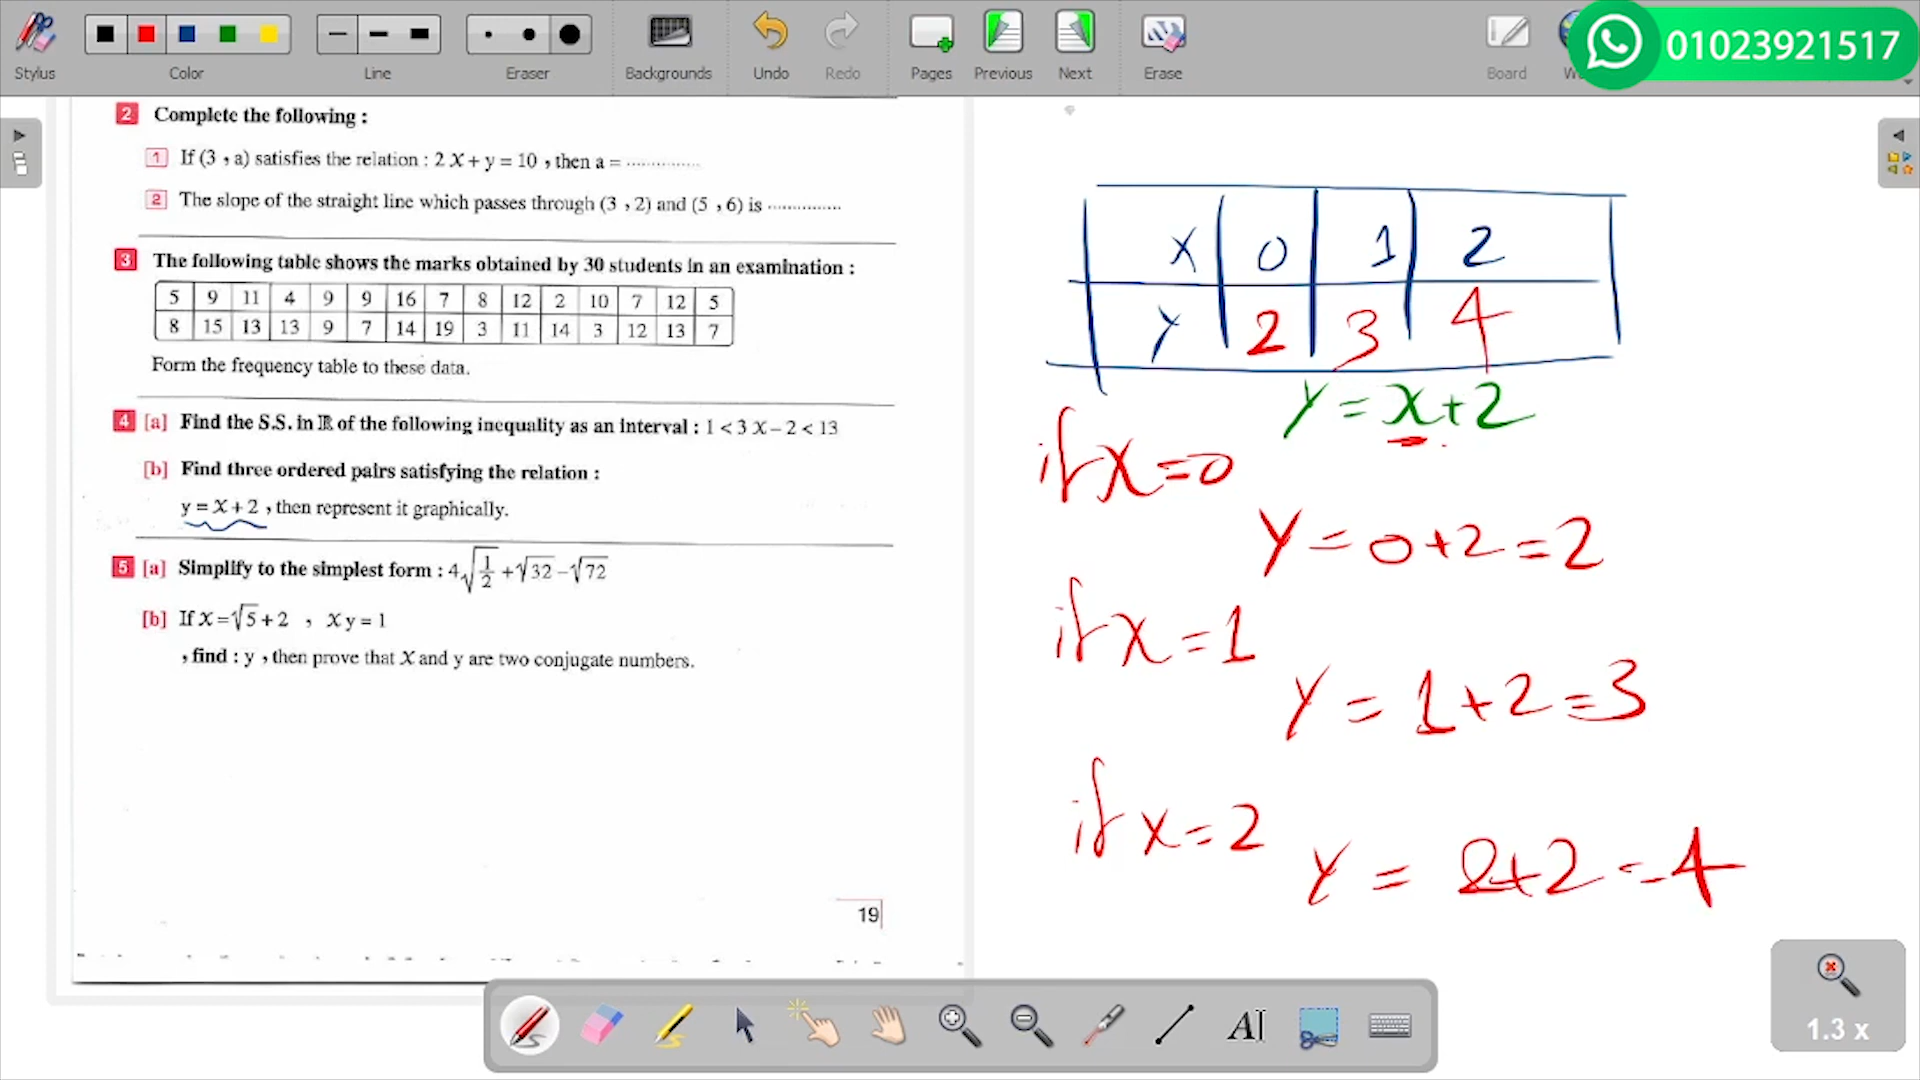 Stylus
Color
Line
Eraser
Backgrounds
Undo
Redo
Pages
Previous
Next
Erase
Board
01023921517
2 Complete the following :
1 If (3 , a) satisfies the relation : 2 X + y = 10 , then a = ...............
2 The slope of the straight line which passes through (3 , 2) and (5 , 6) is ...............
3 The following table shows the marks obtained by 30 students in an examination :
5 9 11 4 9 9 16 7 8 12 2 10 7 12 5
8 15 13 13 9 7 14 19 3 11 14 3 12 13 7
Form the frequency table to these data.
4 [a] Find the S.S. in ℝ of the following inequality as an interval : 1 < 3 X – 2 < 13
[b] Find three ordered pairs satisfying the relation :
y = X + 2 , then represent it graphically.
5 [a] Simplify to the simplest form : 4√(1/2) + √32 – √72
[b] If X = √5 + 2 , X y = 1
, find : y , then prove that X and y are two conjugate numbers.
19
x 0 1 2
y 2 3 4
y = x+2
if x=0
y = 0+2=2
if x=1
y = 1+2=3
if x=2
y = 2+2=4
1.3 x